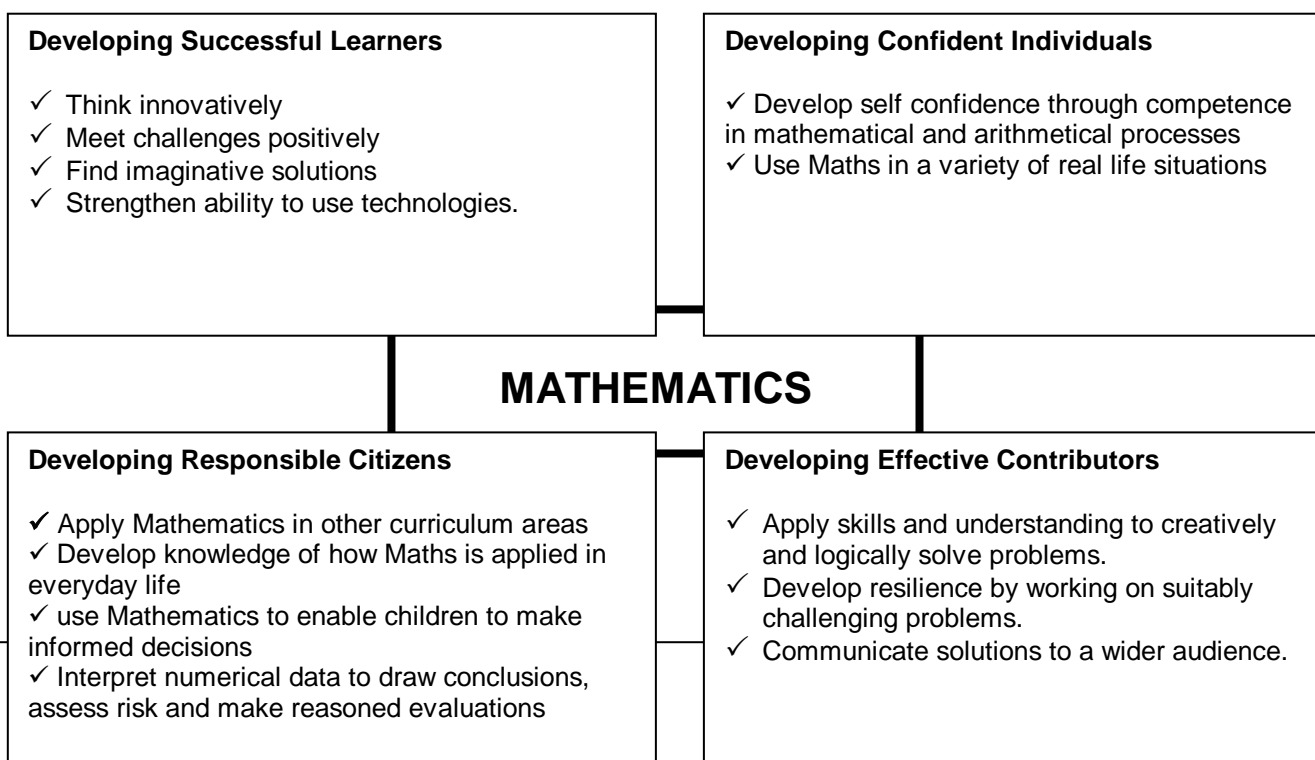 Developing Successful Learners
✓ Think innovatively
✓ Meet challenges positively
✓ Find imaginative solutions
✓ Strengthen ability to use technologies.
Developing Confident Individuals
✓ Develop self confidence through competence
in mathematical and arithmetical processes
✓ Use Maths in a variety of real life situations
MATHEMATICS
Developing Responsible Citizens
✓ Apply Mathematics in other curriculum areas
✓ Develop knowledge of how Maths is applied in
everyday life
✓ use Mathematics to enable children to make
informed decisions
✓ Interpret numerical data to draw conclusions,
assess risk and make reasoned evaluations
Developing Effective Contributors
✓ Apply skills and understanding to creatively
and logically solve problems.
✓ Develop resilience by working on suitably
challenging problems.
✓ Communicate solutions to a wider audience.